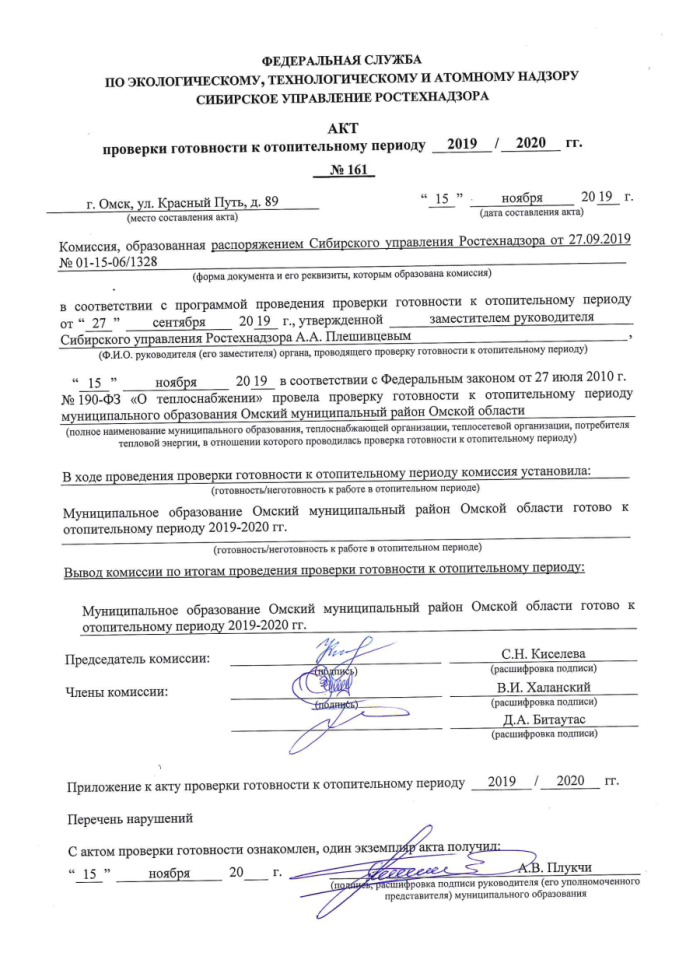 ФЕДЕРАЛЬНАЯ СЛУЖБА
ПО ЭКОЛОГИЧЕСКОМУ, ТЕХНОЛОГИЧЕСКОМУ И АТОМНОМУ НАДЗОРУ
СИБИРСКОЕ УПРАВЛЕНИЕ РОСТЕХНАДЗОРА
АКТ
проверки готовности к отопительному периоду 2019 / 2020 гг.
№ 161
г. Омск, ул. Красный Путь, д. 89 “ 15 ” ноября 20 19 г.
(место составления акта) (дата составления акта)
Комиссия, образованная распоряжением Сибирского управления Ростехнадзора от 27.09.2019
№ 01-15-06/1328
(форма документа и его реквизиты, которым образована комиссия)
в соответствии с программой проведения проверки готовности к отопительному периоду
от “ 27 ” сентября 20 19 г., утвержденной заместителем руководителя
Сибирского управления Ростехнадзора А.А. Плешивцевым ,
(Ф.И.О. руководителя (его заместителя) органа, проводящего проверку готовности к отопительному периоду)
“ 15 ” ноября 20 19 в соответствии с Федеральным законом от 27 июля 2010 г.
№ 190-ФЗ «О теплоснабжении» провела проверку готовности к отопительному периоду
муниципального образования Омский муниципальный район Омской области
(полное наименование муниципального образования, теплоснабжающей организации, теплосетевой организации, потребителя
тепловой энергии, в отношении которого проводилась проверка готовности к отопительному периоду)
В ходе проведения проверки готовности к отопительному периоду комиссия установила:
(готовность/неготовность к работе в отопительном периоде)
Муниципальное образование Омский муниципальный район Омской области готово к
отопительному периоду 2019-2020 гг.
(готовность/неготовность к работе в отопительном периоде)
Вывод комиссии по итогам проведения проверки готовности к отопительному периоду:
Муниципальное образование Омский муниципальный район Омской области готово к
отопительному периоду 2019-2020 гг.
Председатель комиссии: С.Н. Киселева
(подпись) (расшифровка подписи)
Члены комиссии: В.И. Халанский
(подпись) (расшифровка подписи)
Д.А. Битаутас
(расшифровка подписи)
Приложение к акту проверки готовности к отопительному периоду 2019 / 2020 гг.
Перечень нарушений
С актом проверки готовности ознакомлен, один экземпляр акта получил:
“ 15 ” ноября 20 г. А.В. Плукчи
(подпись, расшифровка подписи руководителя (его уполномоченного
представителя) муниципального образования